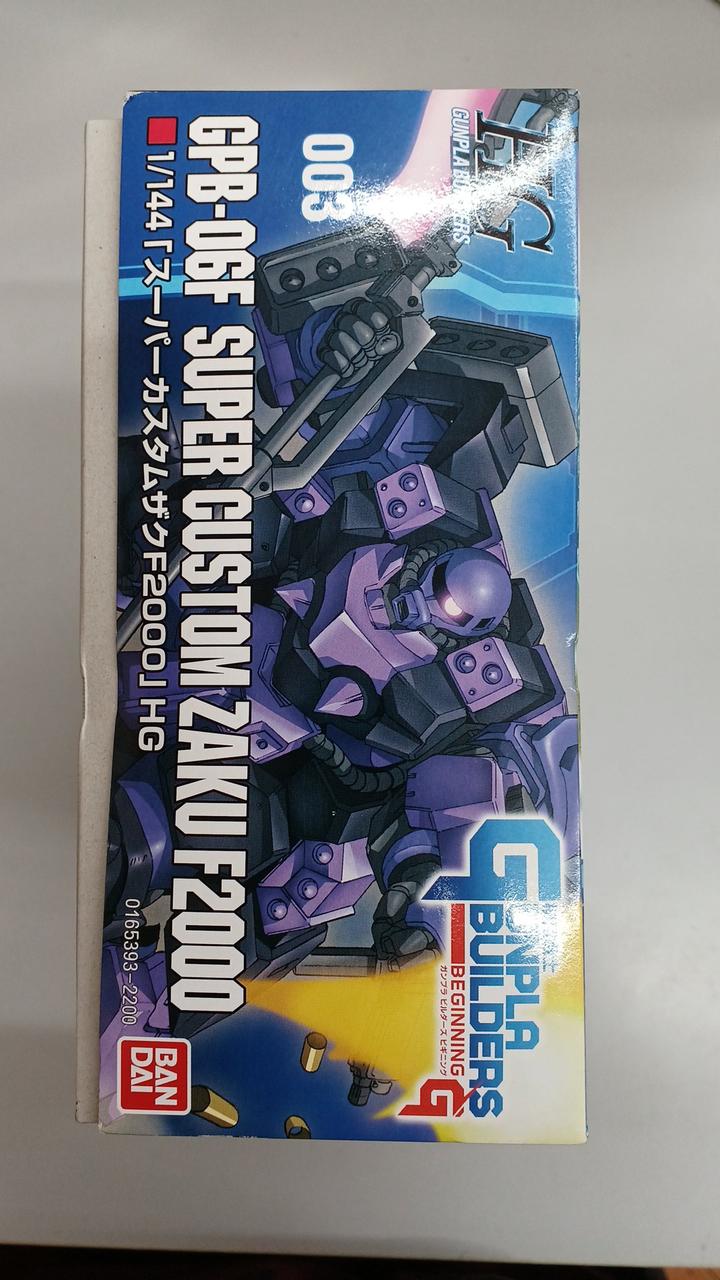 HG
GUNPLA BUILDERS
003
GPB-06F SUPER CUSTOM ZAKU F2000
1/144「スーパーカスタムザクF2000」HG
GUNPLA
BUILDERS
BEGINNING G
ガンプラ ビルダーズ ビギニング
0165393-2200
BAN
DAI